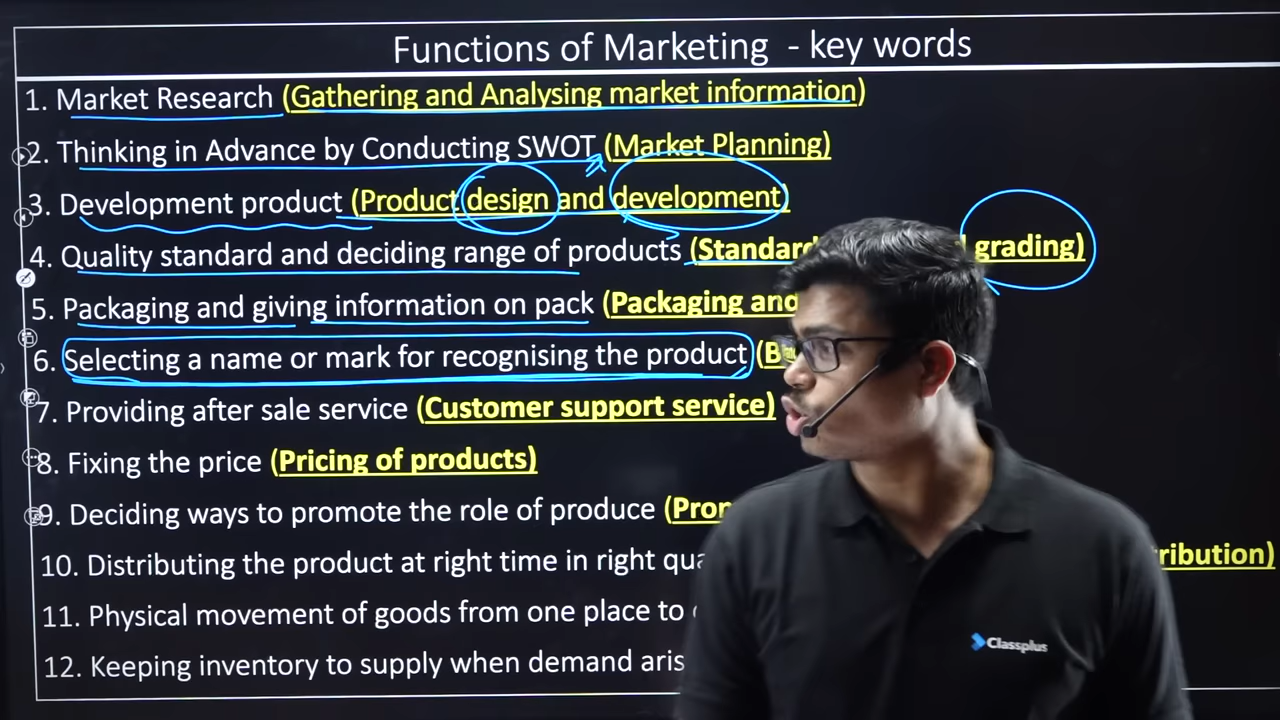 Functions of Marketing - key words
1. Market Research (Gathering and Analysing market information)
2. Thinking in Advance by Conducting SWOT (Market Planning)
3. Development product (Product design and development)
4. Quality standard and deciding range of products (Standard grading)
5. Packaging and giving information on pack (Packaging and
6. Selecting a name or mark for recognising the product (B
7. Providing after sale service (Customer support service)
8. Fixing the price (Pricing of products)
9. Deciding ways to promote the role of produce (Pro
10. Distributing the product at right time in right qua ribution)
11. Physical movement of goods from one place to
12. Keeping inventory to supply when demand aris
Classplus